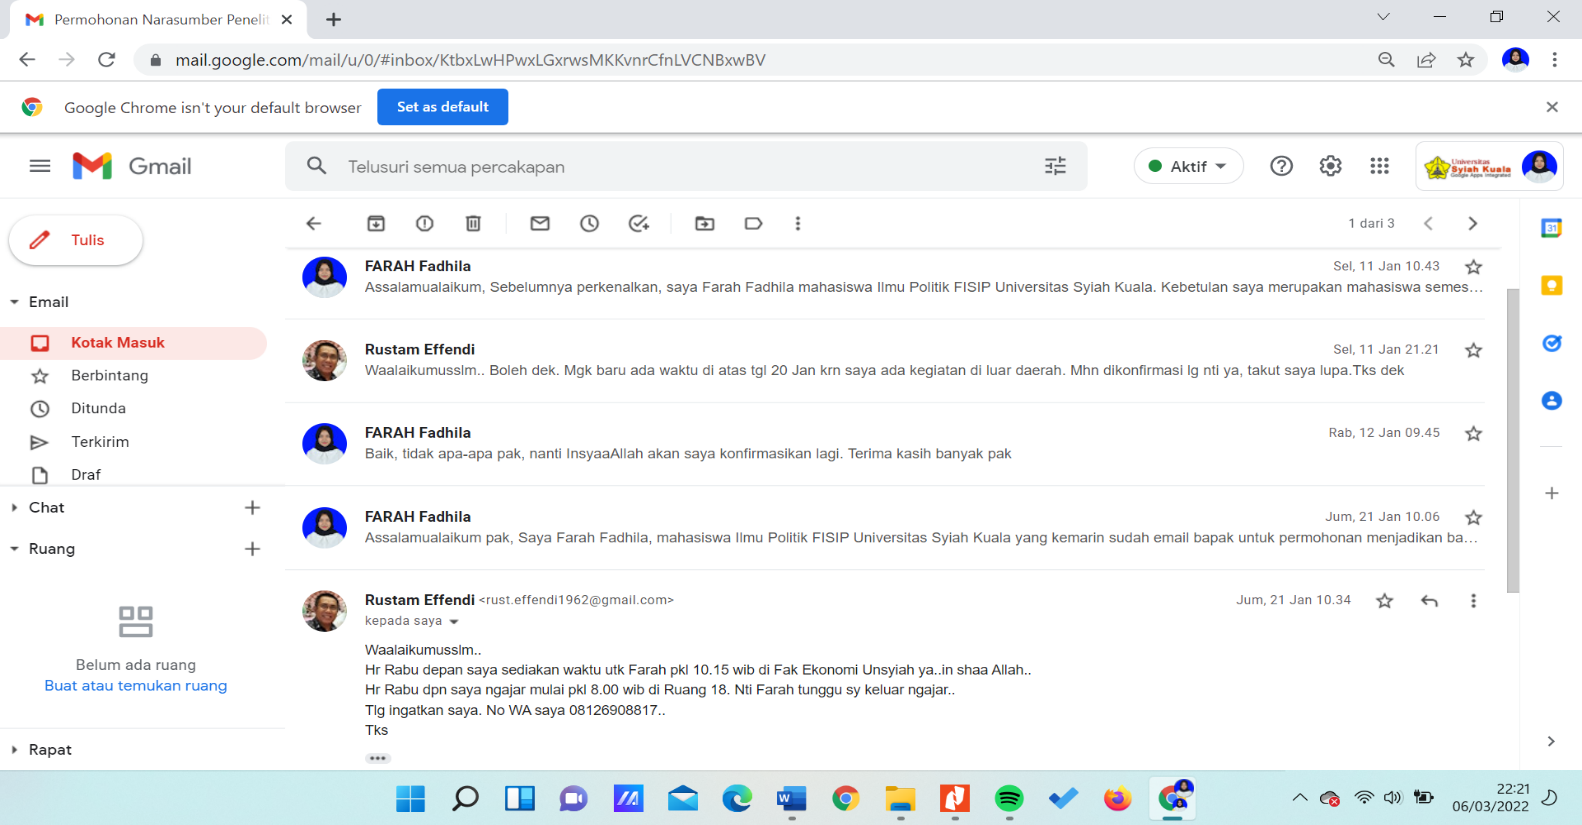 Permohonan Narasumber Penelit
mail.google.com/mail/u/0/#inbox/KtbxLwHPwxLGxrwsMKKvnrCfnLVCNBxwBV
Google Chrome isn't your default browser
Set as default
Gmail
Telusuri semua percakapan
Aktif
Universitas
Syiah Kuala
Google Apps Integrated
Tulis
1 dari 3
31
Email
Kotak Masuk
Berbintang
Ditunda
Terkirim
Draf
Chat
Ruang
Belum ada ruang
Buat atau temukan ruang
Rapat
FARAH Fadhila
Sel, 11 Jan 10.43
Assalamualaikum, Sebelumnya perkenalkan, saya Farah Fadhila mahasiswa Ilmu Politik FISIP Universitas Syiah Kuala. Kebetulan saya merupakan mahasiswa semes...
Rustam Effendi
Sel, 11 Jan 21.21
Waalaikumusslm.. Boleh dek. Mgk baru ada waktu di atas tgl 20 Jan krn saya ada kegiatan di luar daerah. Mhn dikonfirmasi lg nti ya, takut saya lupa.Tks dek
FARAH Fadhila
Rab, 12 Jan 09.45
Baik, tidak apa-apa pak, nanti InsyaaAllah akan saya konfirmasikan lagi. Terima kasih banyak pak
FARAH Fadhila
Jum, 21 Jan 10.06
Assalamualaikum pak, Saya Farah Fadhila, mahasiswa Ilmu Politik FISIP Universitas Syiah Kuala yang kemarin sudah email bapak untuk permohonan menjadikan ba...
Rustam Effendi <rust.effendi1962@gmail.com>
Jum, 21 Jan 10.34
kepada saya
Waalaikumusslm..
Hr Rabu depan saya sediakan waktu utk Farah pkl 10.15 wib di Fak Ekonomi Unsyiah ya..in shaa Allah..
Hr Rabu dpn saya ngajar mulai pkl 8.00 wib di Ruang 18. Nti Farah tunggu sy keluar ngajar..
Tlg ingatkan saya. No WA saya 08126908817..
Tks
22:21
06/03/2022